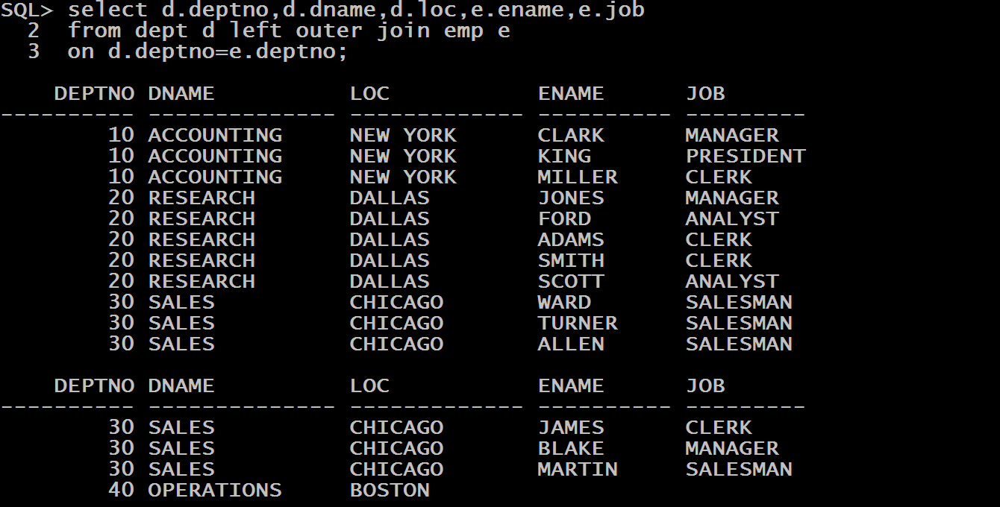 SQL> select d.deptno,d.dname,d.loc,e.ename,e.job
  2  from dept d left outer join emp e
  3  on d.deptno=e.deptno;

    DEPTNO DNAME          LOC           ENAME      JOB
---------- -------------- ------------- ---------- ---------
        10 ACCOUNTING     NEW YORK      CLARK      MANAGER
        10 ACCOUNTING     NEW YORK      KING       PRESIDENT
        10 ACCOUNTING     NEW YORK      MILLER     CLERK
        20 RESEARCH       DALLAS        JONES      MANAGER
        20 RESEARCH       DALLAS        FORD       ANALYST
        20 RESEARCH       DALLAS        ADAMS      CLERK
        20 RESEARCH       DALLAS        SMITH      CLERK
        20 RESEARCH       DALLAS        SCOTT      ANALYST
        30 SALES          CHICAGO       WARD       SALESMAN
        30 SALES          CHICAGO       TURNER     SALESMAN
        30 SALES          CHICAGO       ALLEN      SALESMAN

    DEPTNO DNAME          LOC           ENAME      JOB
---------- -------------- ------------- ---------- ---------
        30 SALES          CHICAGO       JAMES      CLERK
        30 SALES          CHICAGO       BLAKE      MANAGER
        30 SALES          CHICAGO       MARTIN     SALESMAN
        40 OPERATIONS     BOSTON